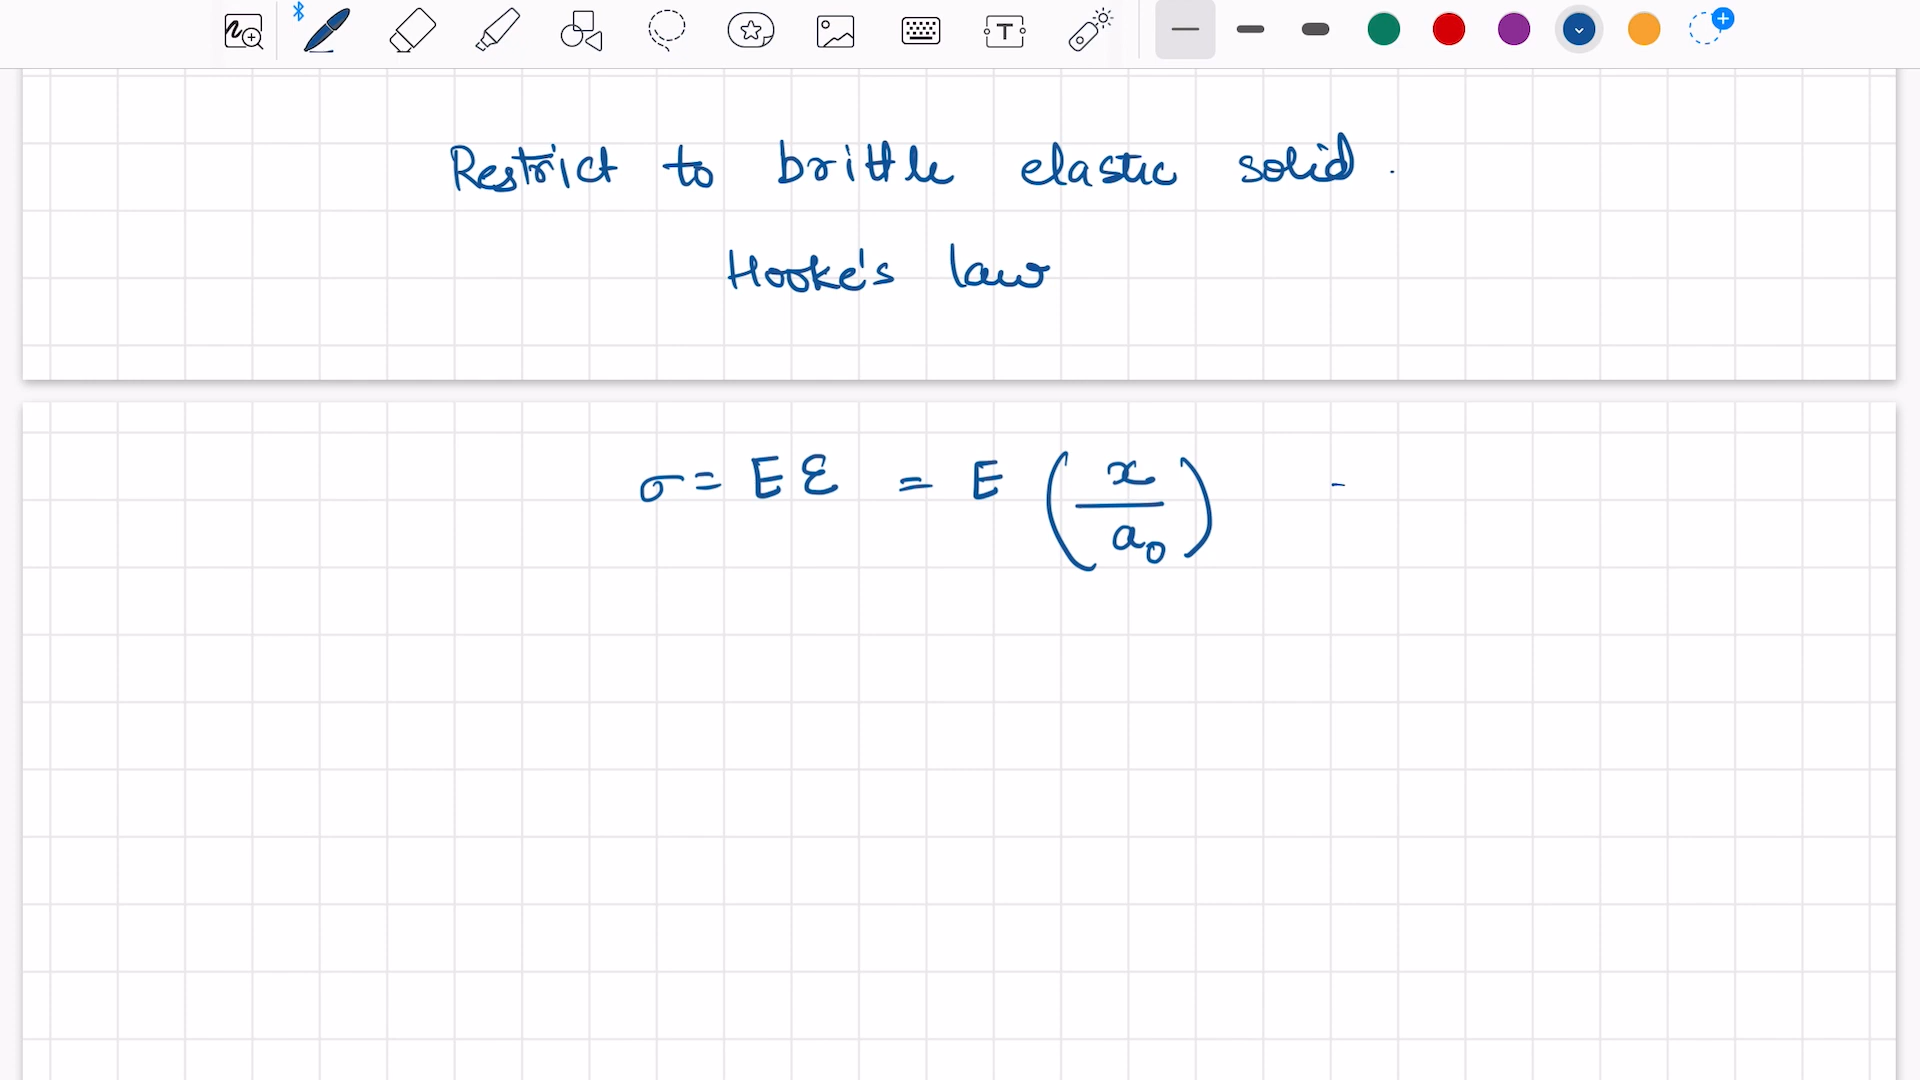 Restrict to brittle elastic solid.
Hooke's law
σ = E ε = E (x / a₀) -